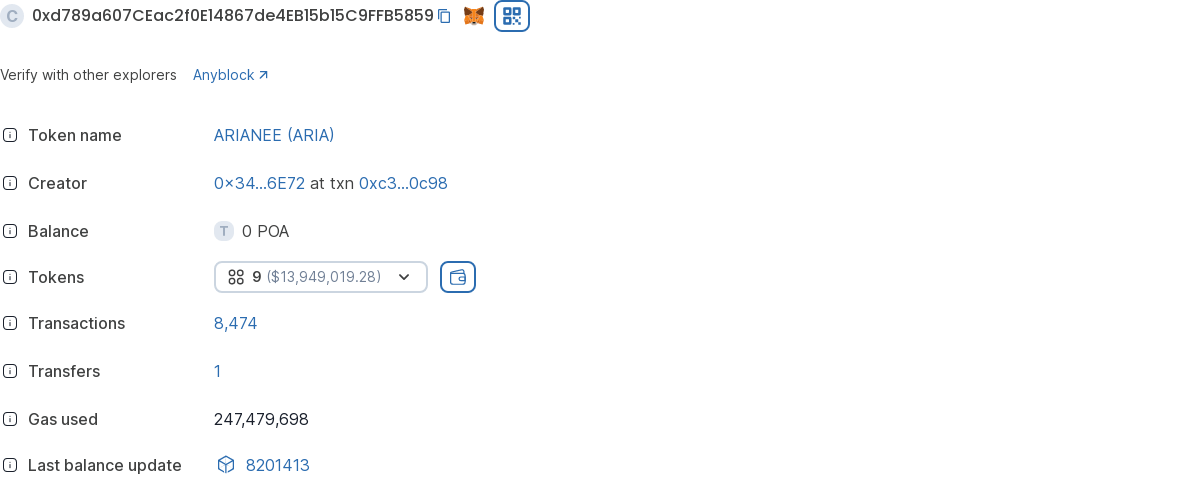 C 0xd789a607CEac2f0E14867de4EB15b15C9FFB5859
Verify with other explorers Anyblock
Token name ARIANEE (ARIA)
Creator 0x34...6E72 at txn 0xc3...0c98
Balance T 0 POA
Tokens 9 ($13,949,019.28)
Transactions 8,474
Transfers 1
Gas used 247,479,698
Last balance update 8201413